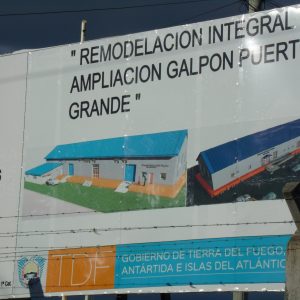 " REMODELACION INTEGRAL
AMPLIACION GALPON PUERT
GRANDE "
TDF
GOBIERNO DE TIERRA DEL FUEGO,
ANTÁRTIDA E ISLAS DEL ATLÁNTIC